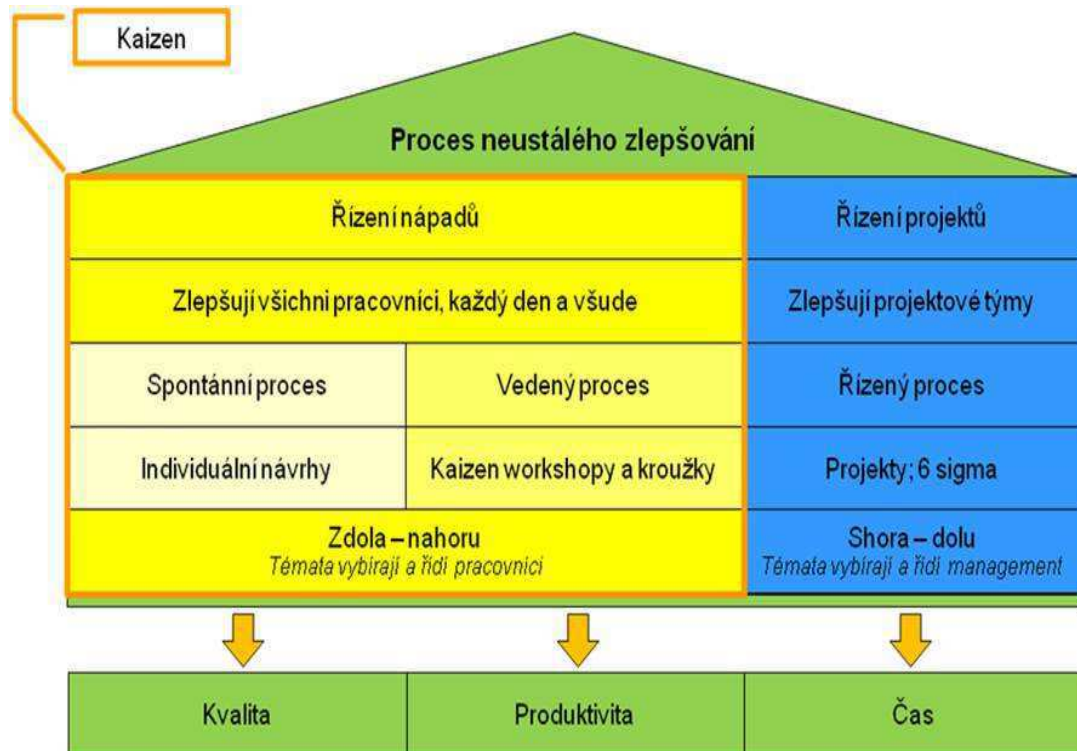 Kaizen
Proces neustálého zlepšování
Řízení nápadů
Řízení projektů
Zlepšují všichni pracovníci, každý den a všude
Zlepšují projektové týmy
Spontánní proces
Vedený proces
Řízený proces
Individuální návrhy
Kaizen workshopy a kroužky
Projekty; 6 sigma
Zdola – nahoru
Témata vybírají a řídí pracovníci
Shora – dolu
Témata vybírají a řídí management
Kvalita
Produktivita
Čas